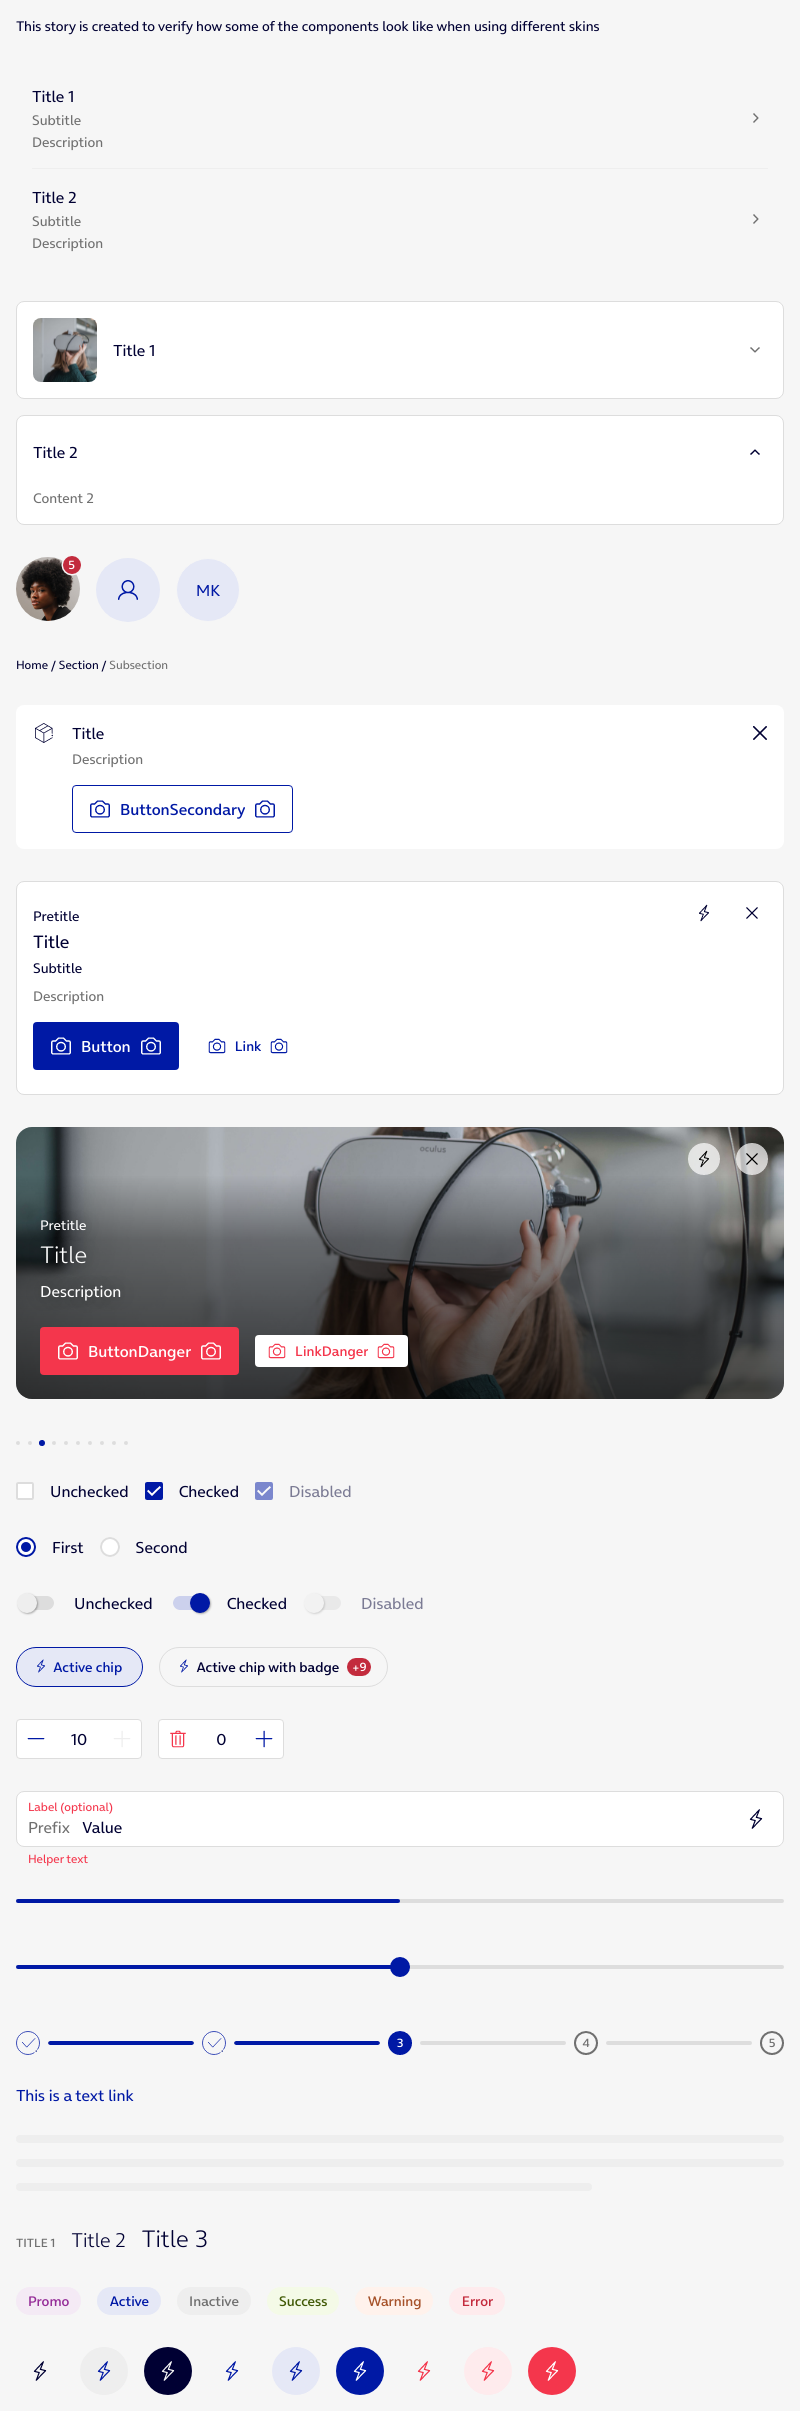 This story is created to verify how some of the components look like when using different skins
Title 1
Subtitle
Description
Title 2
Subtitle
Description
Title 1
Title 2
Content 2
5
MK
Home / Section / Subsection
Title
Description
ButtonSecondary
Pretitle
Title
Subtitle
Description
Button Link
oculus
Pretitle
Title
Description
ButtonDanger LinkDanger
Unchecked Checked Disabled
First Second
Unchecked Checked Disabled
Active chip Active chip with badge +9
10 0
Label (optional)
Prefix Value
Helper text
3 4 5
This is a text link
TITLE 1 Title 2 Title 3
Promo Active Inactive Success Warning Error